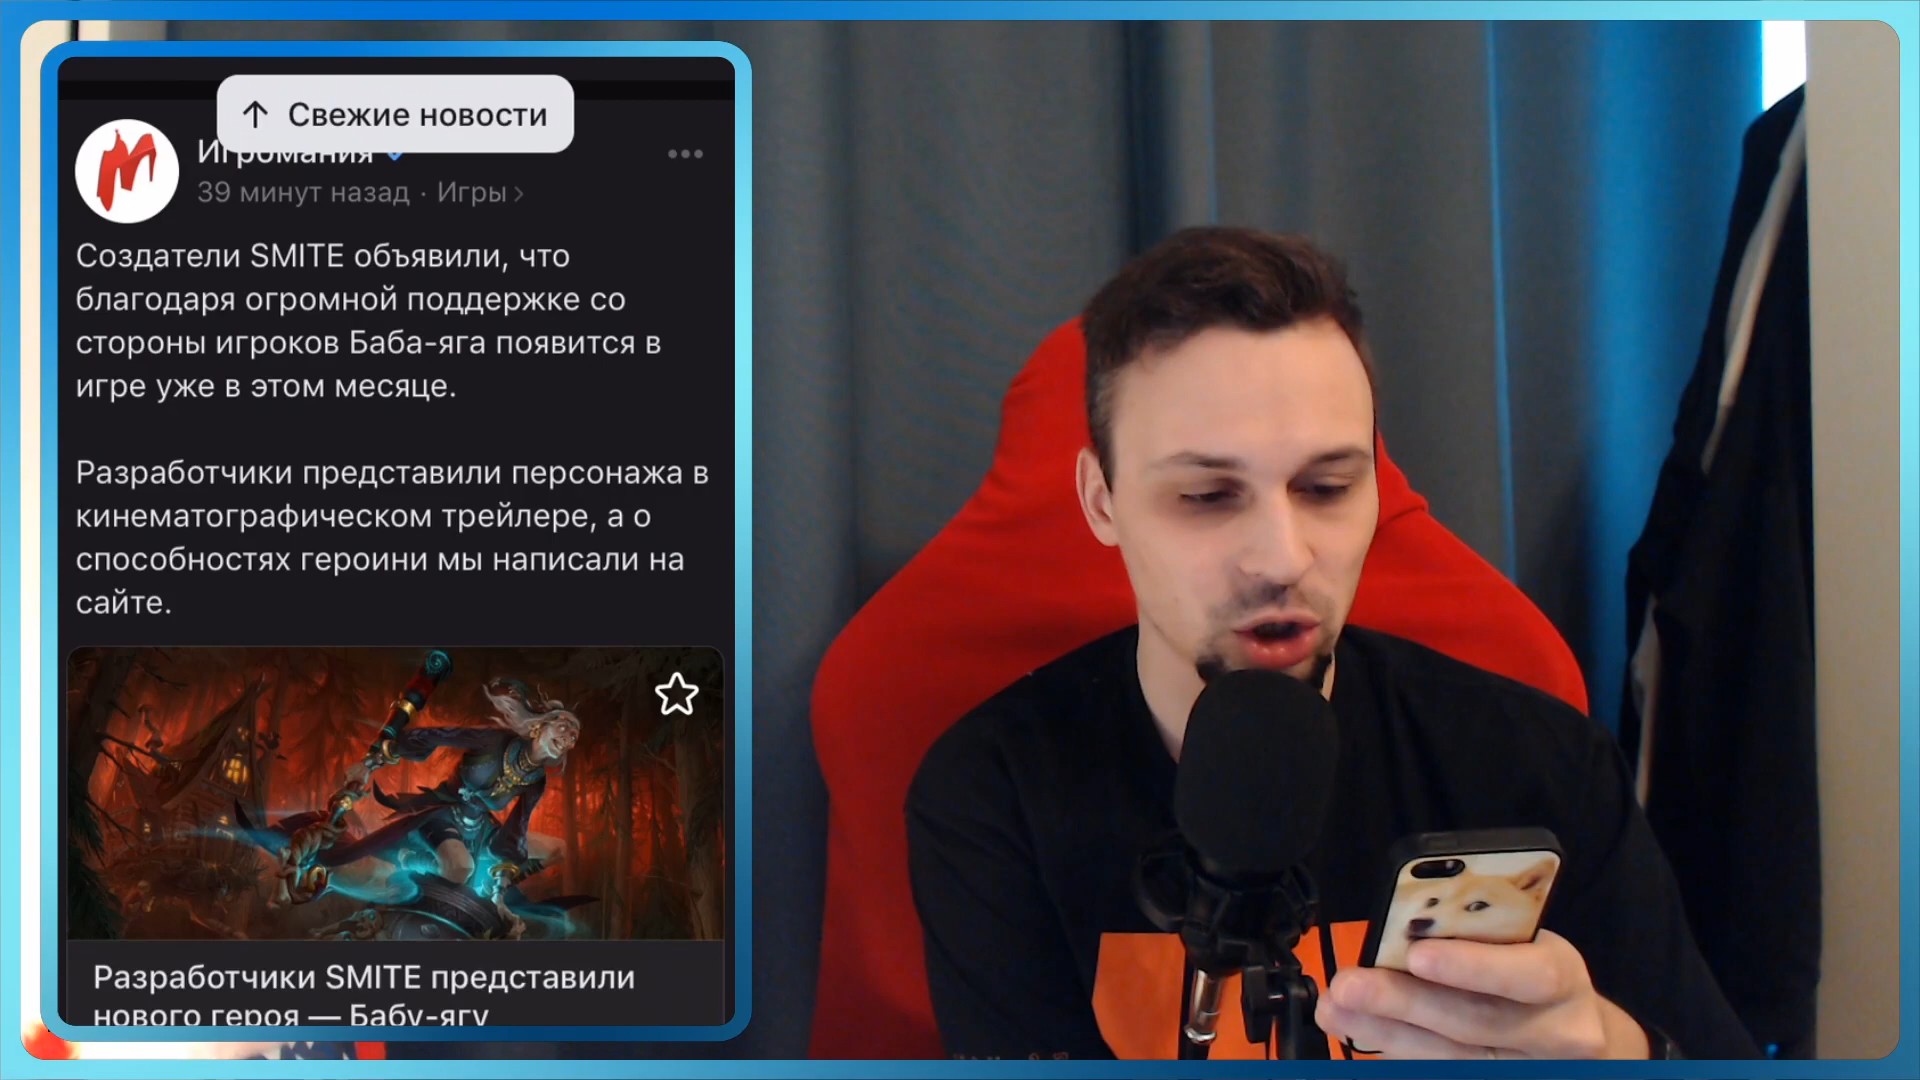 Свежие новости
Игромания
39 минут назад · Игры >
Создатели SMITE объявили, что
благодаря огромной поддержке со
стороны игроков Баба-яга появится в
игре уже в этом месяце.
Разработчики представили персонажа в
кинематографическом трейлере, а о
способностях героини мы написали на
сайте.
Разработчики SMITE представили
нового героя — Бабу-ягу